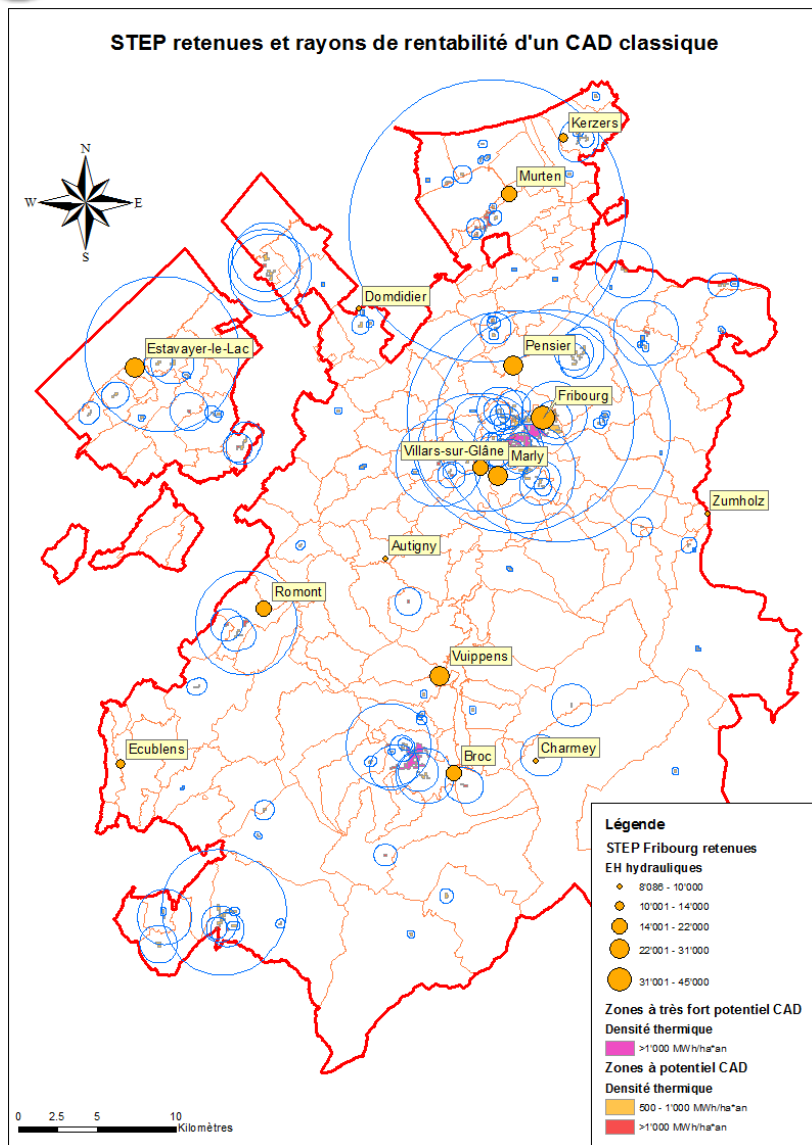 STEP retenues et rayons de rentabilité d'un CAD classique
N
W
E
S
Kerzers
Murten
Domdidier
Estavayer-le-Lac
Pensier
Fribourg
Villars-sur-Glâne
Marly
Zumholz
Autigny
Romont
Vuippens
Ecublens
Broc
Charmey
Légende
STEP Fribourg retenues
EH hydrauliques
8'086 - 10'000
10'001 - 14'000
14'001 - 22'000
22'001 - 31'000
31'001 - 45'000
Zones à très fort potentiel CAD
Densité thermique
>1'000 MWh/ha*an
Zones à potentiel CAD
Densité thermique
500 - 1'000 MWh/ha*an
>1'000 MWh/ha*an
0 2.5 5 10
Kilomètres